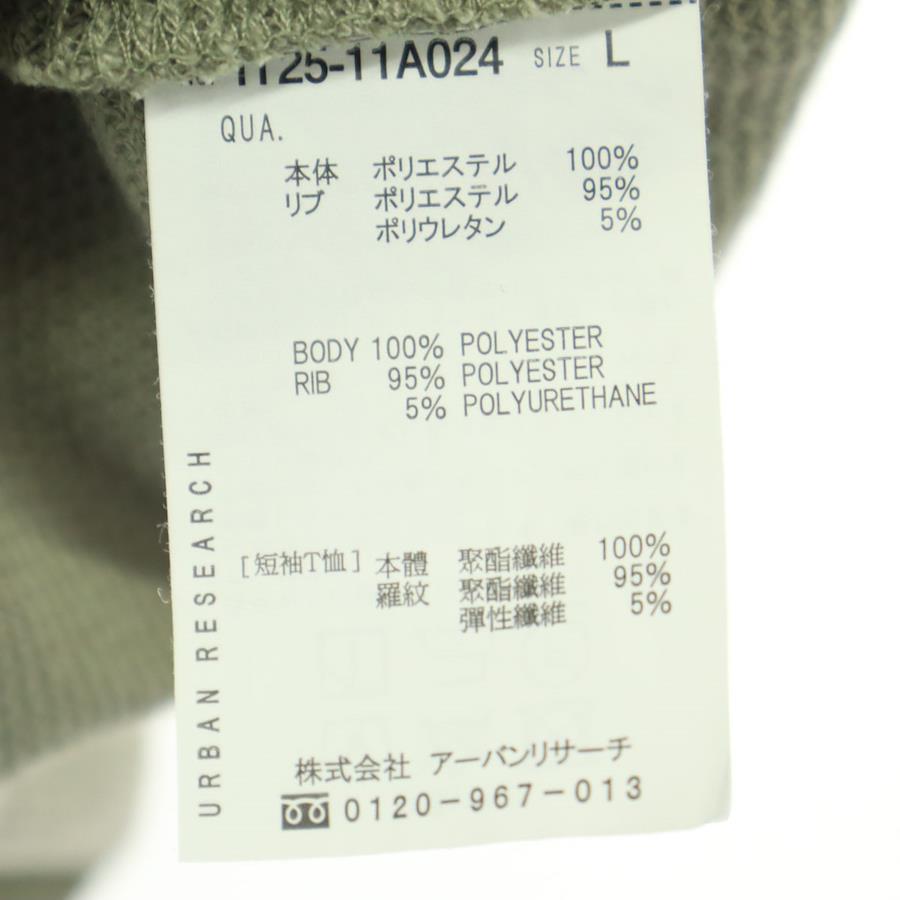 1125-11A024 SIZE L
QUA.
本体 ポリエステル 100%
リブ ポリエステル 95%
ポリウレタン 5%
BODY 100% POLYESTER
RIB 95% POLYESTER
5% POLYURETHANE
[短袖T恤] 本體 聚酯纖維 100%
羅紋 聚酯纖維 95%
彈性纖維 5%
URBAN RESEARCH
株式会社 アーバンリサーチ
0120-967-013